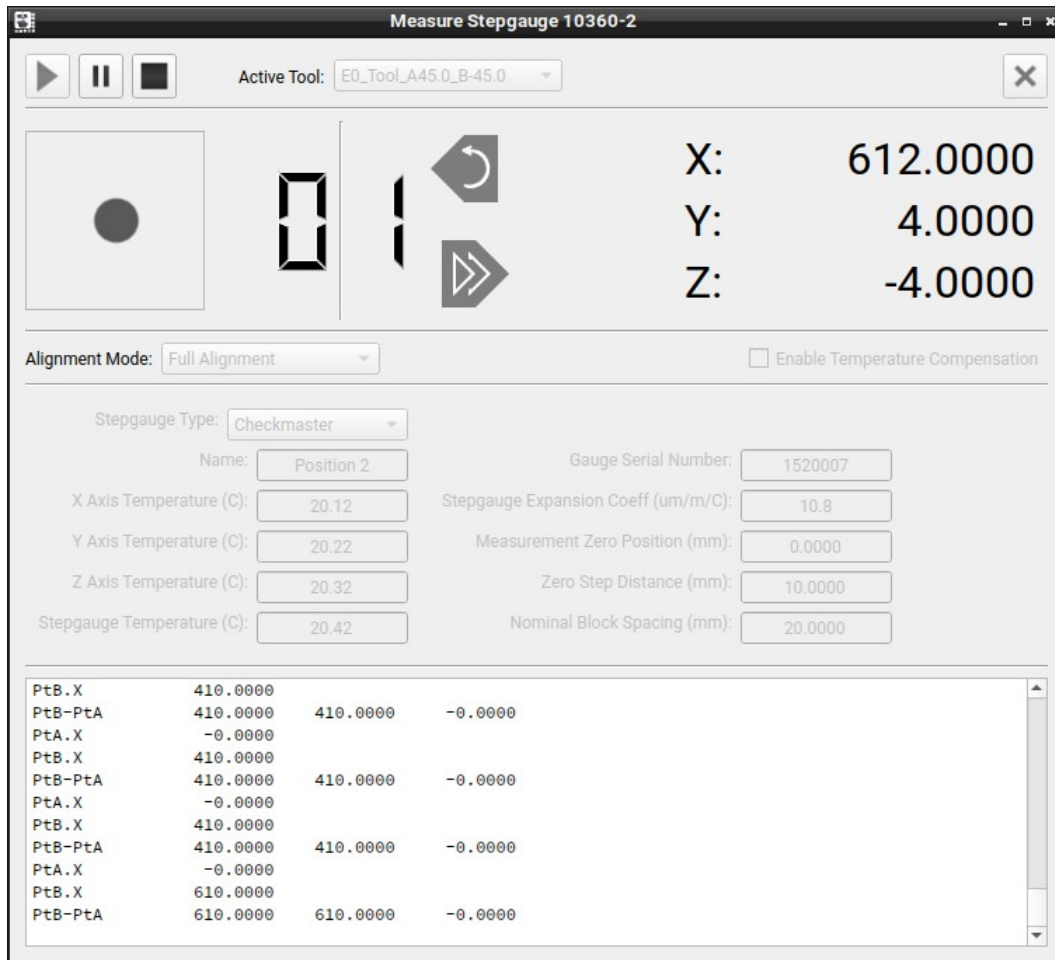 Measure Stepgauge 10360-2
Active Tool: E0_Tool_A45.0_B-45.0
0 1
X: 612.0000
Y: 4.0000
Z: -4.0000
Alignment Mode: Full Alignment Enable Temperature Compensation
Stepgauge Type: Checkmaster
Name: Position 2 Gauge Serial Number: 1520007
X Axis Temperature (C): 20.12 Stepgauge Expansion Coeff (um/m/C): 10.8
Y Axis Temperature (C): 20.22 Measurement Zero Position (mm): 0.0000
Z Axis Temperature (C): 20.32 Zero Step Distance (mm): 10.0000
Stepgauge Temperature (C): 20.42 Nominal Block Spacing (mm): 20.0000
PtB.X 410.0000
PtB-PtA 410.0000 410.0000 -0.0000
PtA.X -0.0000
PtB.X 410.0000
PtB-PtA 410.0000 410.0000 -0.0000
PtA.X -0.0000
PtB.X 410.0000
PtB-PtA 410.0000 410.0000 -0.0000
PtA.X -0.0000
PtB.X 610.0000
PtB-PtA 610.0000 610.0000 -0.0000